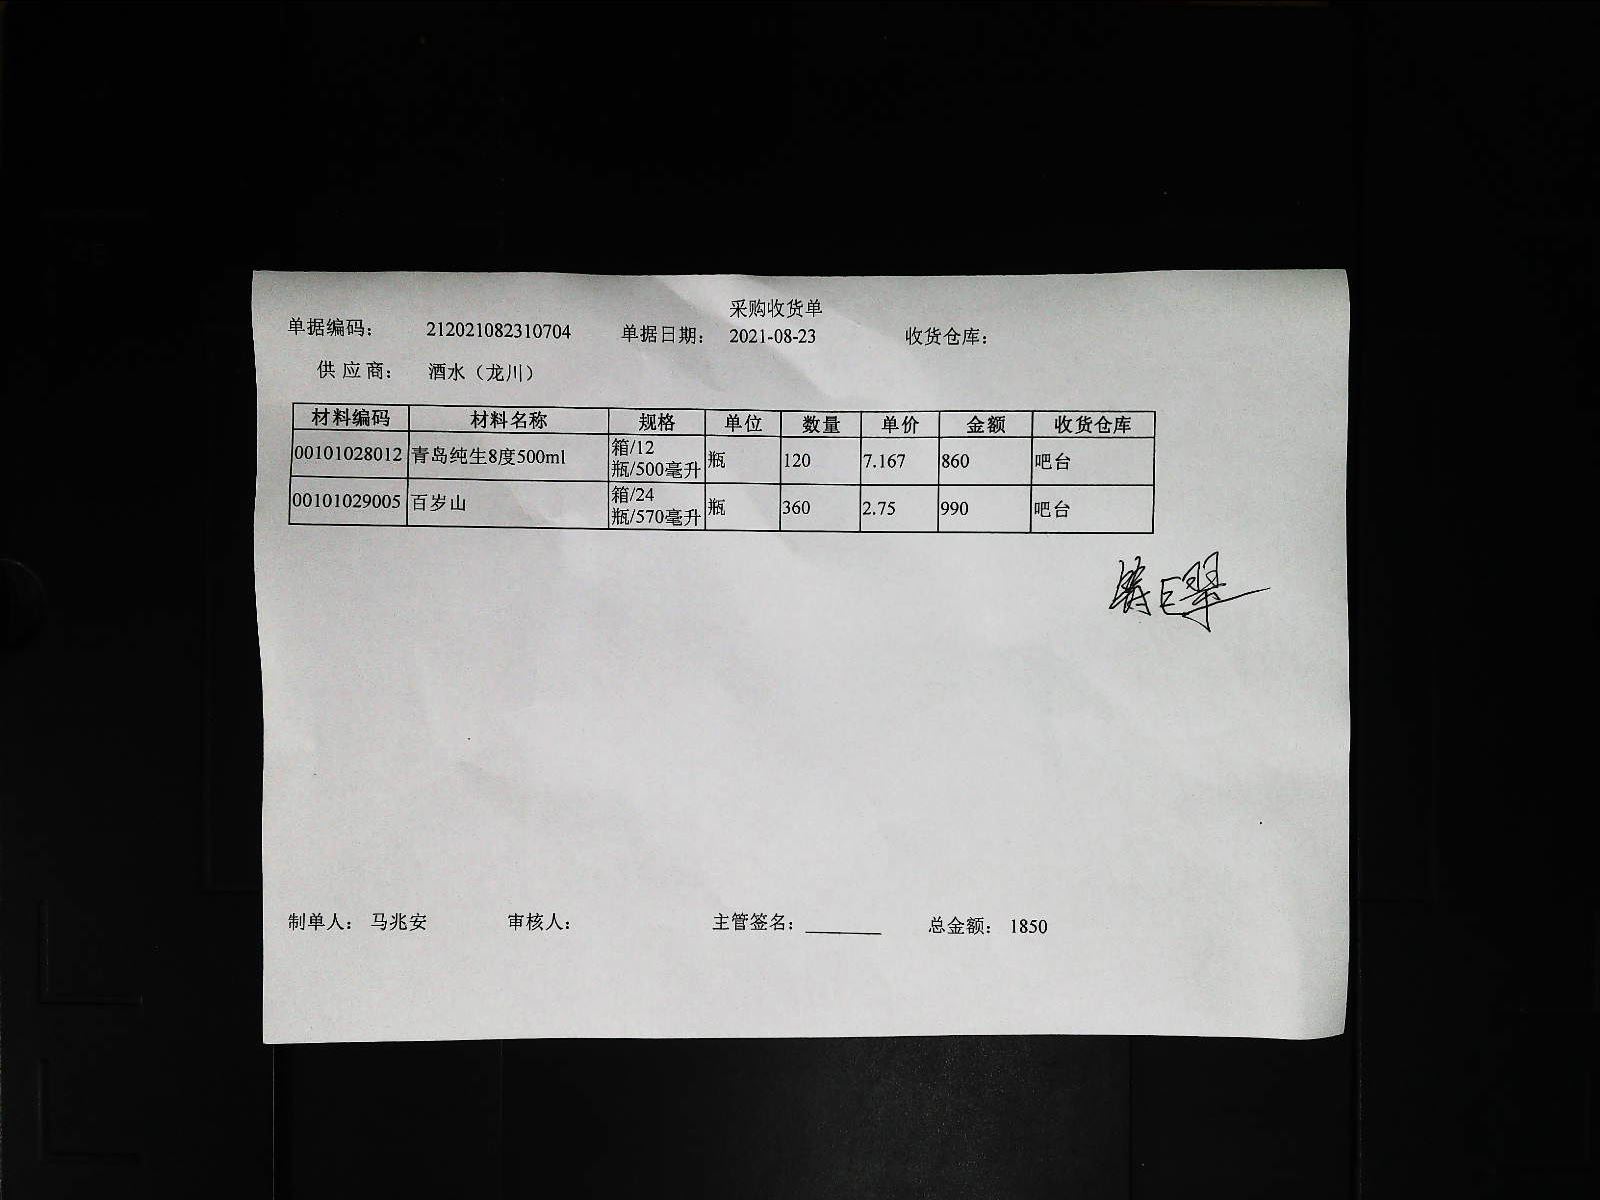 采购收货单
单据编码： 212021082310704 单据日期： 2021-08-23 收货仓库：
供 应 商： 酒水（龙川）
材料编码 材料名称 规格 单位 数量 单价 金额 收货仓库
00101028012 青岛纯生8度500ml 箱/12瓶/500毫升 瓶 120 7.167 860 吧台
00101029005 百岁山 箱/24瓶/570毫升 瓶 360 2.75 990 吧台
制单人： 马兆安 审核人： 主管签名：________ 总金额： 1850